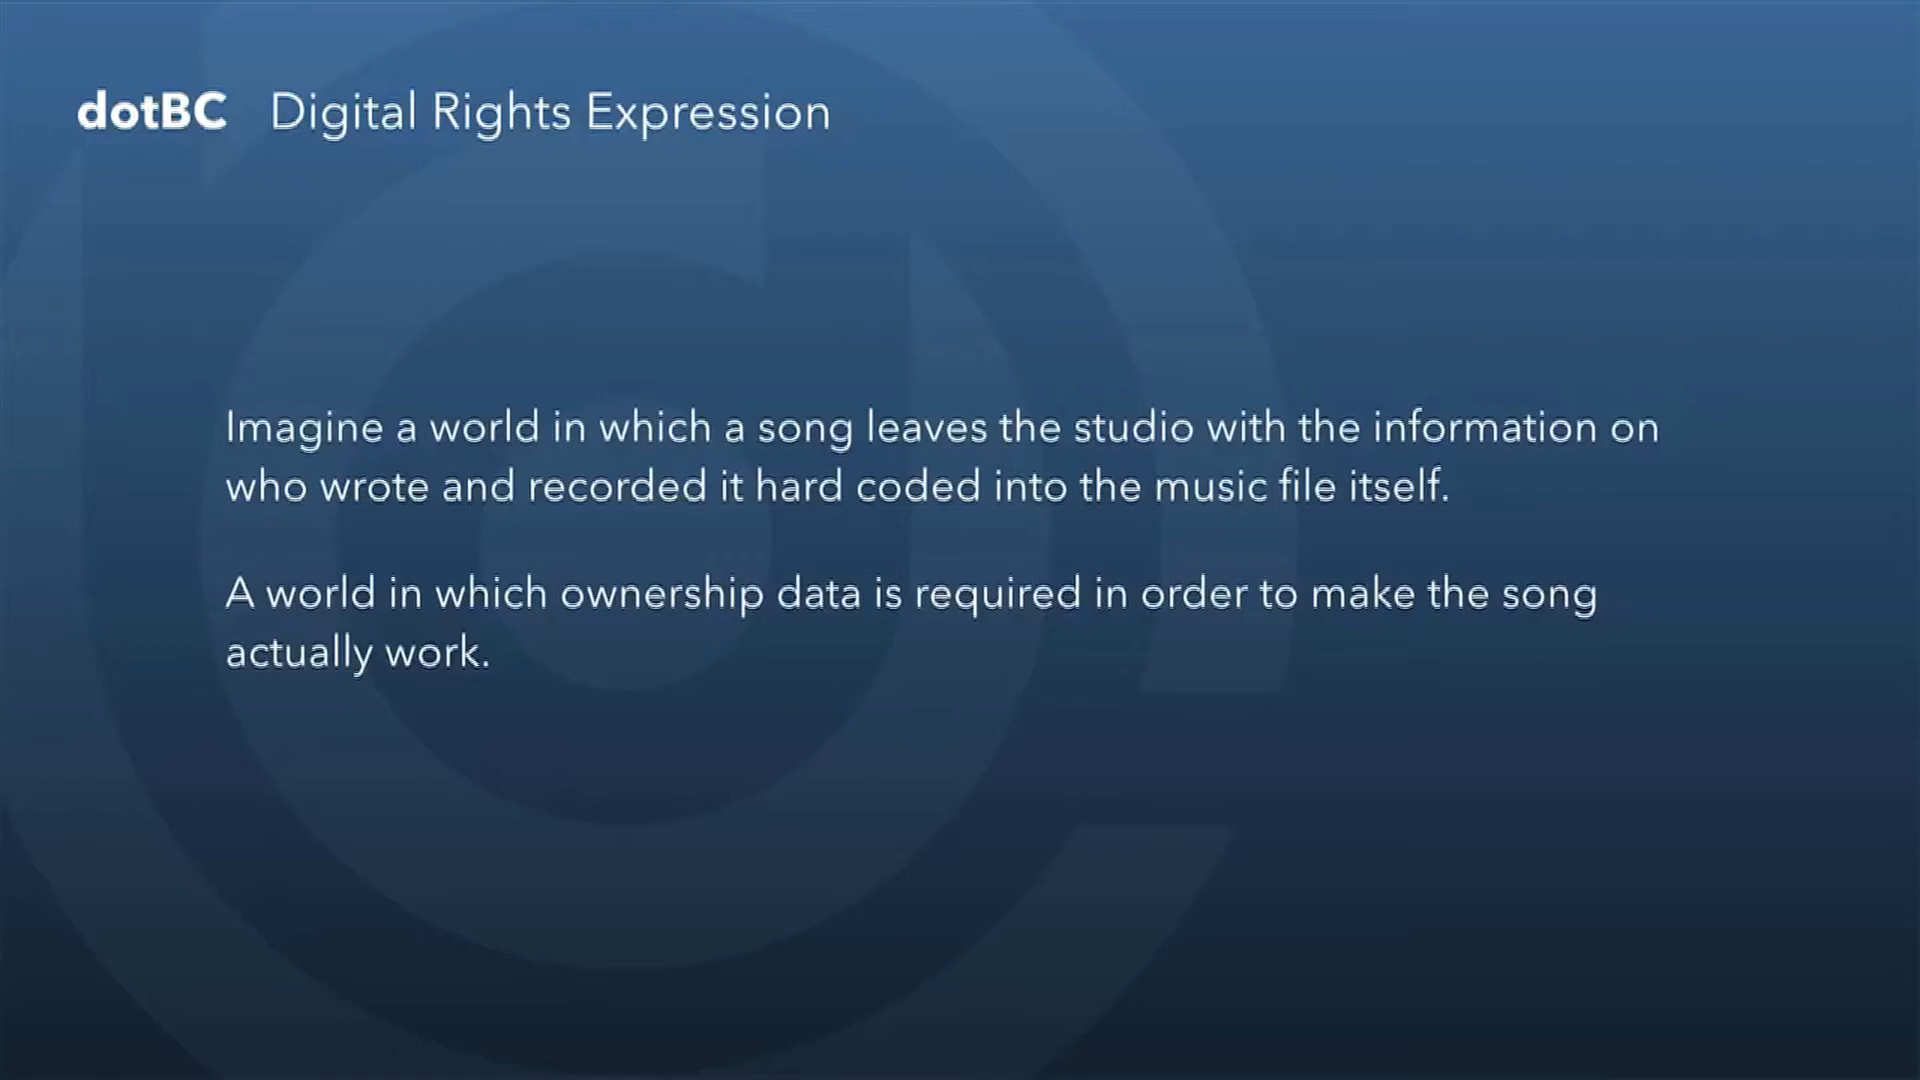 dotBC Digital Rights Expression
Imagine a world in which a song leaves the studio with the information on
who wrote and recorded it hard coded into the music file itself.
A world in which ownership data is required in order to make the song
actually work.